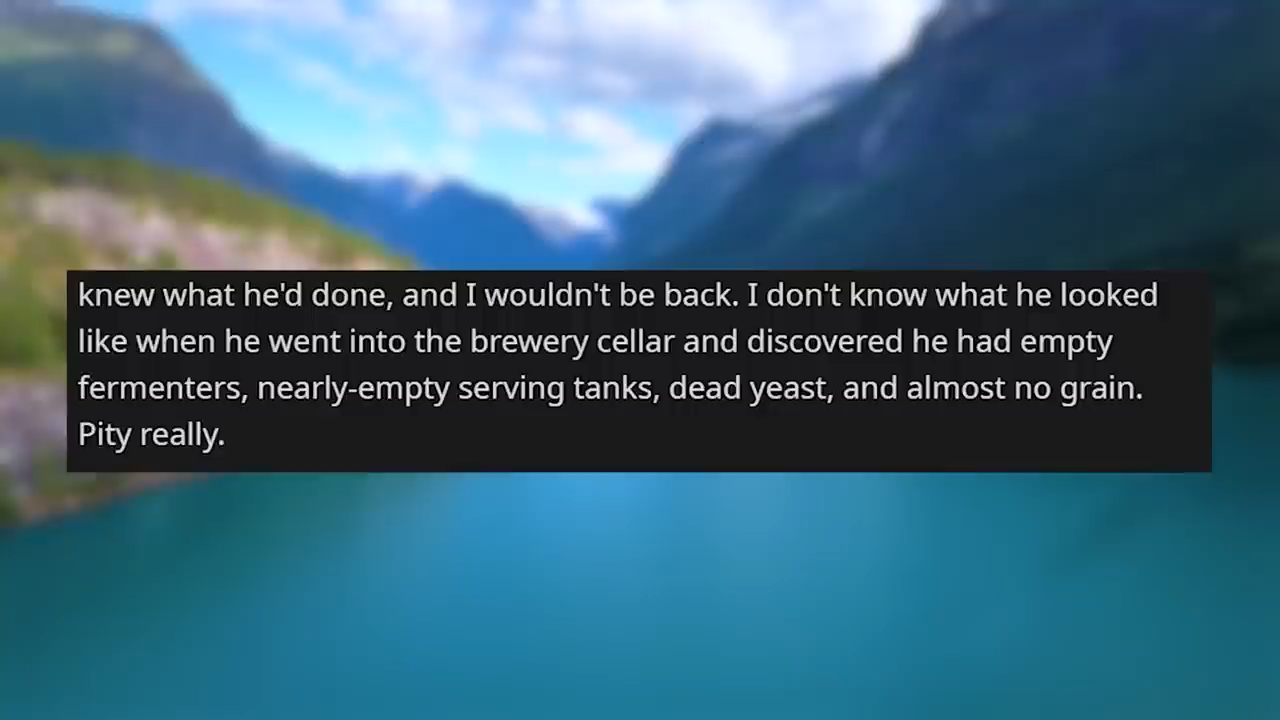 knew what he'd done, and I wouldn't be back. I don't know what he looked
like when he went into the brewery cellar and discovered he had empty
fermenters, nearly-empty serving tanks, dead yeast, and almost no grain.
Pity really.